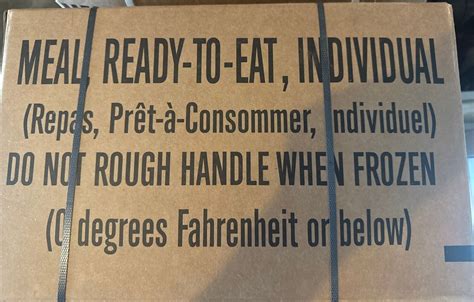 MEAL, READY-TO-EAT, INDIVIDUAL
(Repas, Prêt-à-Consommer, Individuel)
DO NOT ROUGH HANDLE WHEN FROZEN
(0 degrees Fahrenheit or below)